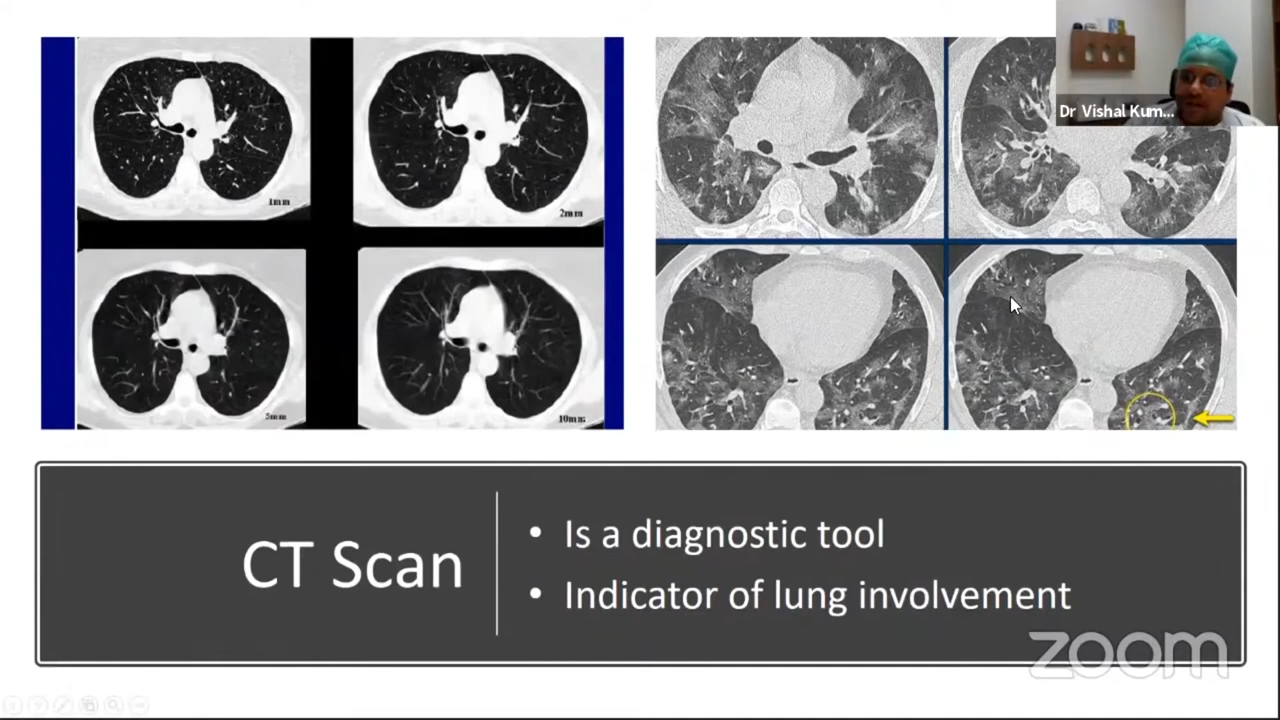 Dr Vishal Kum...
1mm
2mm
5mm
10mm
CT Scan
• Is a diagnostic tool
• Indicator of lung involvement
zoom